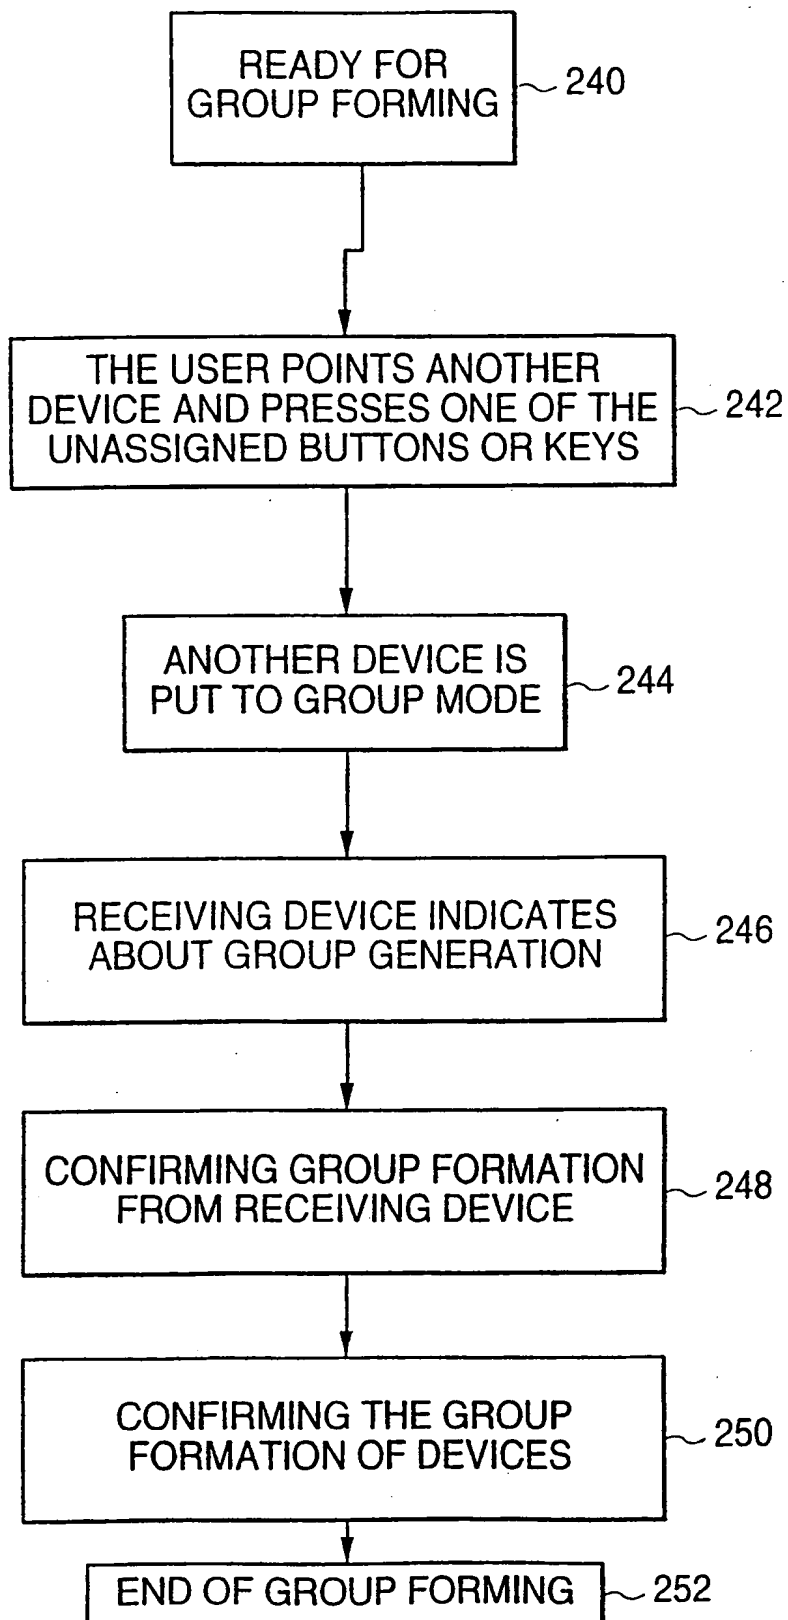 READY FOR
GROUP FORMING
240
THE USER POINTS ANOTHER
DEVICE AND PRESSES ONE OF THE
UNASSIGNED BUTTONS OR KEYS
242
ANOTHER DEVICE IS
PUT TO GROUP MODE
244
RECEIVING DEVICE INDICATES
ABOUT GROUP GENERATION
246
CONFIRMING GROUP FORMATION
FROM RECEIVING DEVICE
248
CONFIRMING THE GROUP
FORMATION OF DEVICES
250
END OF GROUP FORMING
252